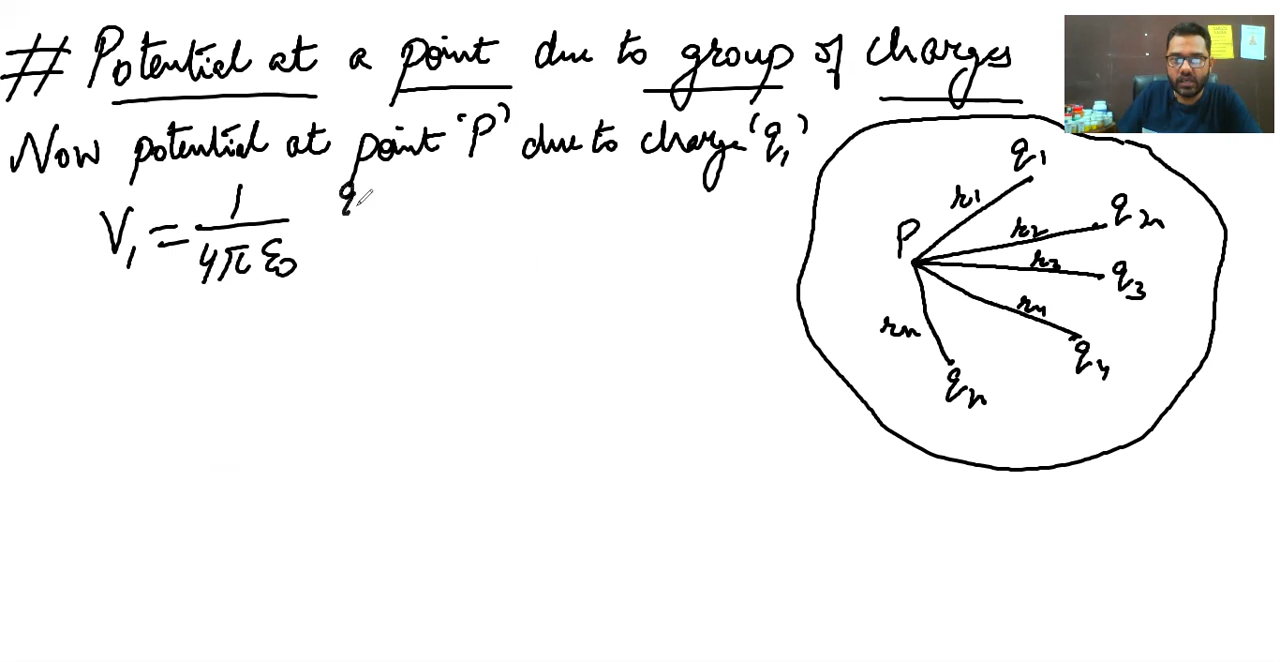 # Potential at a point due to group of charges
Now potential at point 'P' due to charge 'q₁'
V₁ = 1/4πε₀ q
q₁
r₁
q₂
r₂
P
r₃
q₃
r₄
rₙ
q₄
qₙ